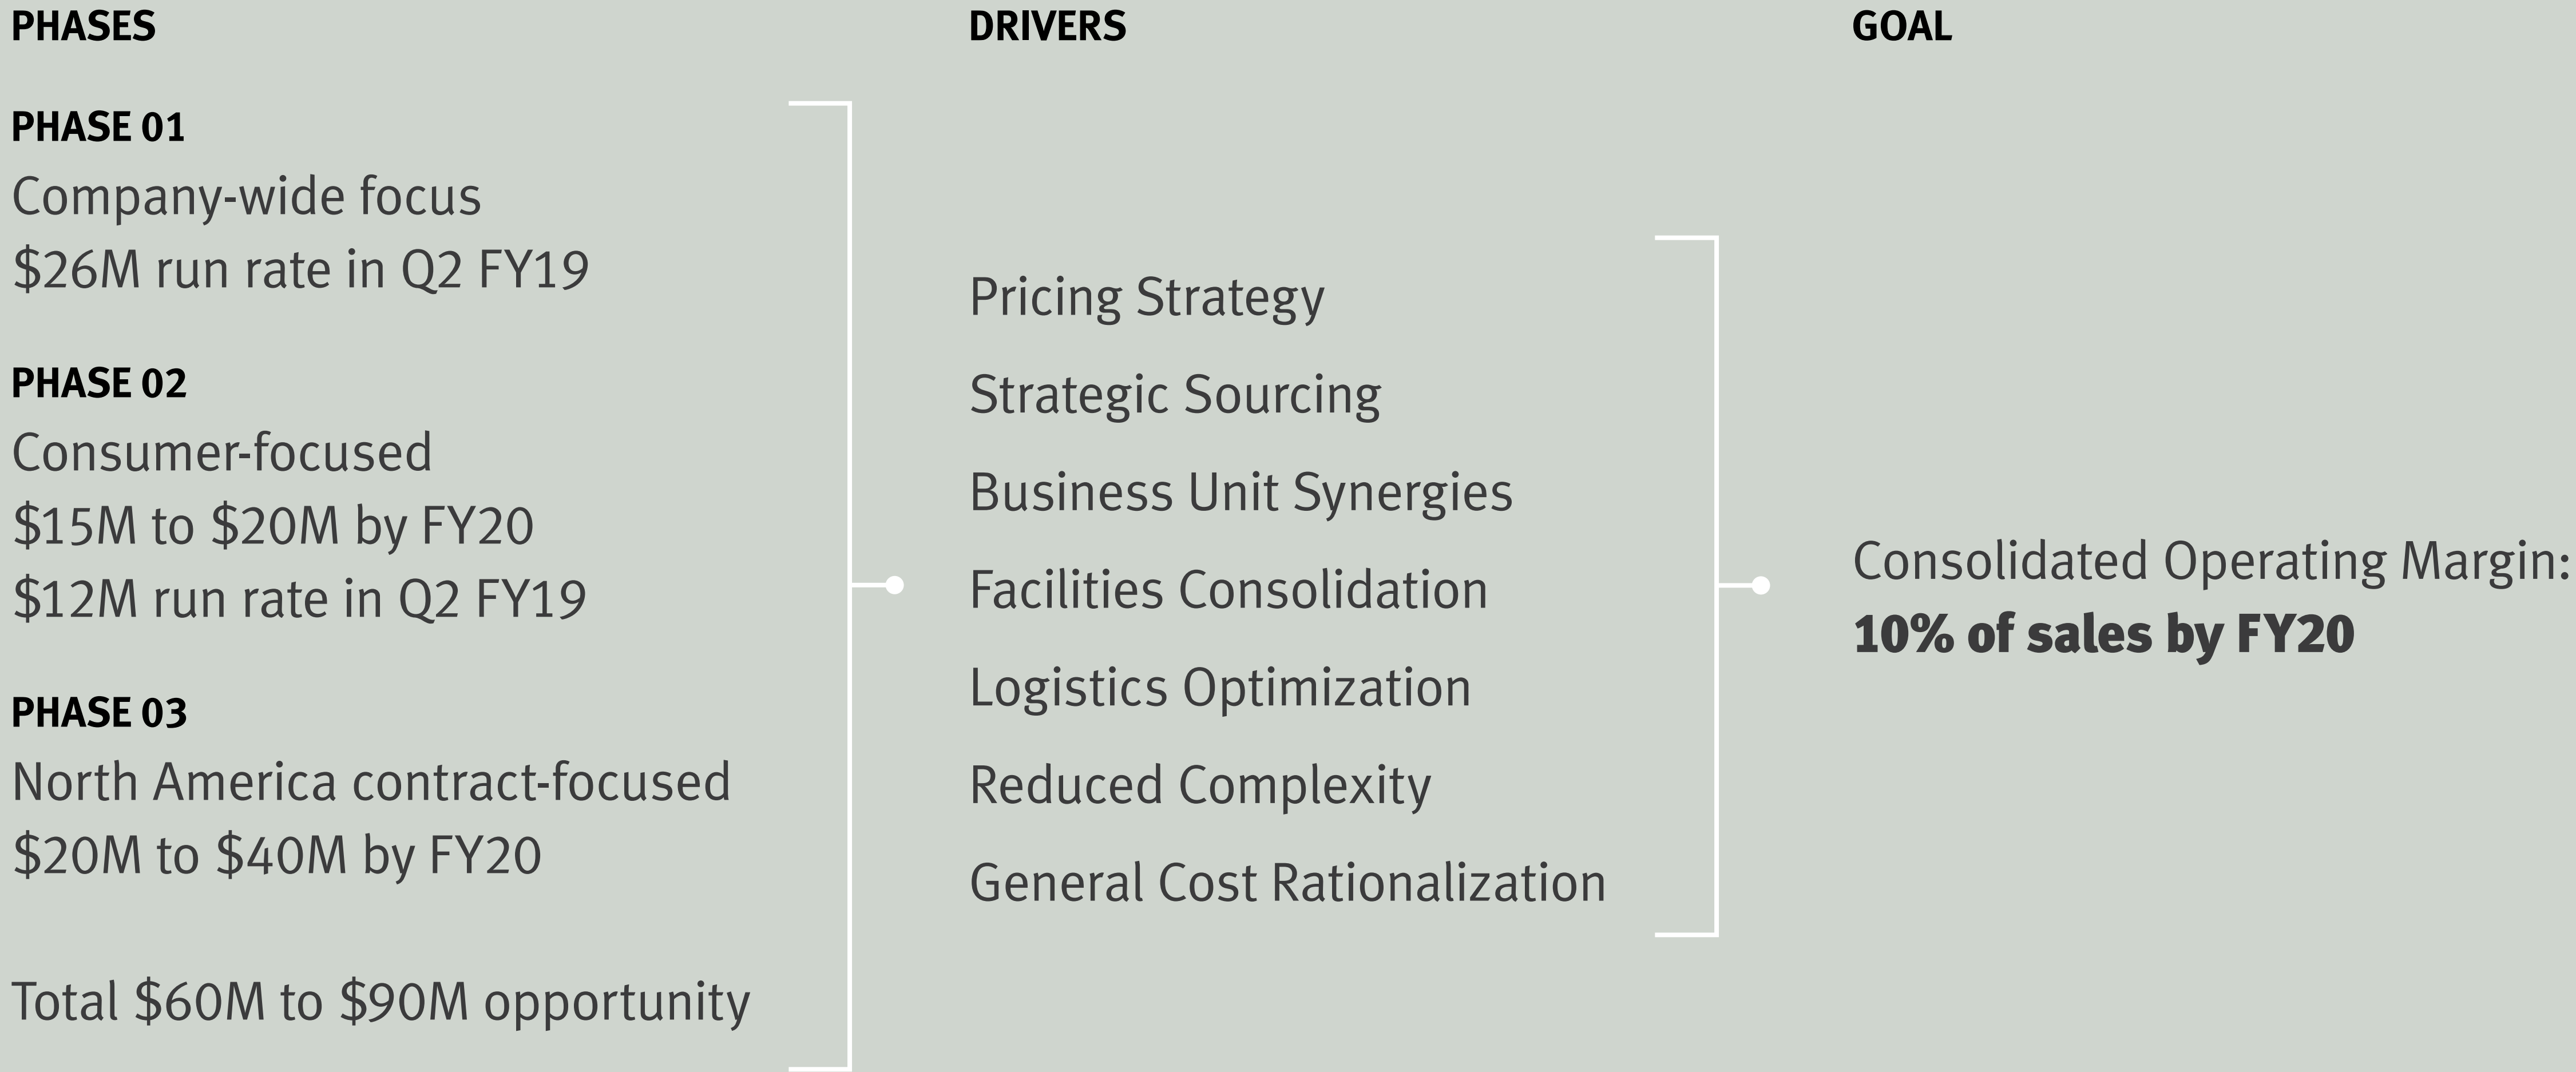 PHASES
PHASE 01
Company-wide focus
$26M run rate in Q2 FY19
PHASE 02
Consumer-focused
$15M to $20M by FY20
$12M run rate in Q2 FY19
PHASE 03
North America contract-focused
$20M to $40M by FY20
Total $60M to $90M opportunity
DRIVERS
Pricing Strategy
Strategic Sourcing
Business Unit Synergies
Facilities Consolidation
Logistics Optimization
Reduced Complexity
General Cost Rationalization
GOAL
Consolidated Operating Margin:
10% of sales by FY20